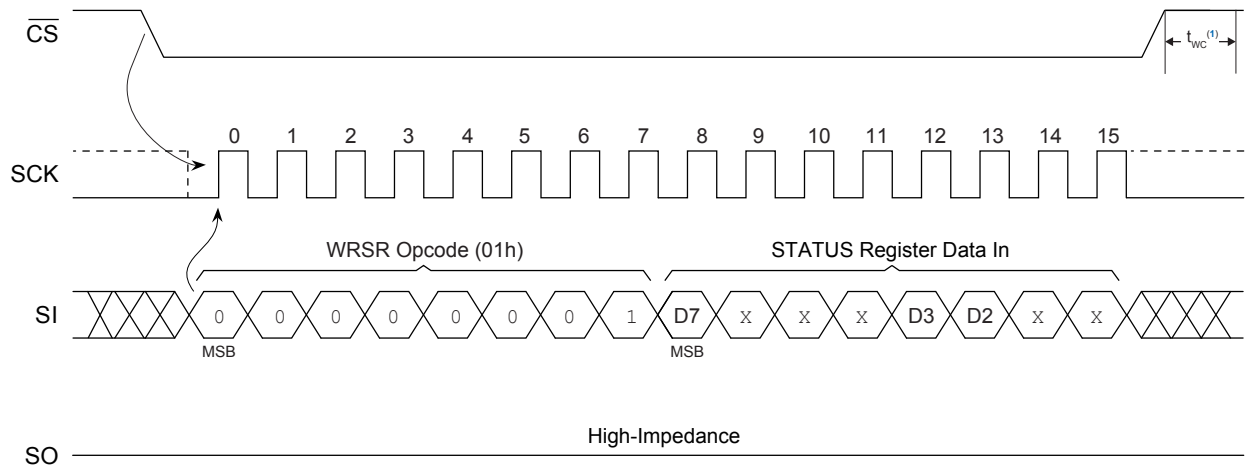 CS
tWC(1)
0 1 2 3 4 5 6 7 8 9 10 11 12 13 14 15
SCK
WRSR Opcode (01h) STATUS Register Data In
SI 0 0 0 0 0 0 0 1 D7 X X X D3 D2 X X
MSB MSB
High-Impedance
SO